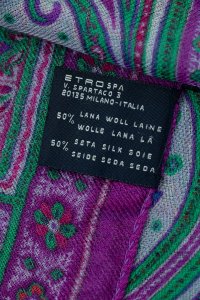 ETRO SPA
V. SPARTACO 3
20135 MILANO-ITALIA
50% LANA WOLL LAINE
WOLLE LANA LÃ
50% SETA SILK SOIE
SEIDE SEDA SEDA